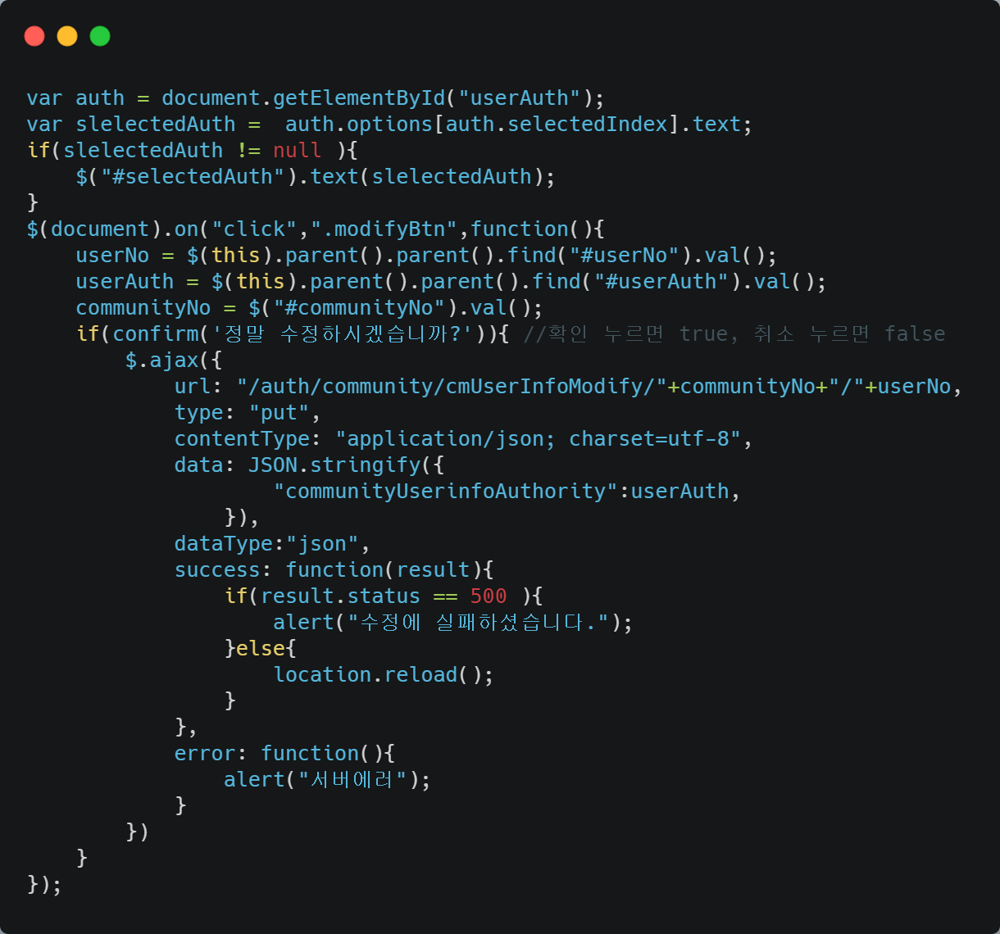 var auth = document.getElementById("userAuth");
var slelectedAuth =  auth.options[auth.selectedIndex].text;
if(slelectedAuth != null ){
    $("#selectedAuth").text(slelectedAuth);
}
$(document).on("click",".modifyBtn",function(){
    userNo = $(this).parent().parent().find("#userNo").val();
    userAuth = $(this).parent().parent().find("#userAuth").val();
    communityNo = $("#communityNo").val();
    if(confirm('정말 수정하시겠습니까?')){ //확인 누르면 true, 취소 누르면 false
        $.ajax({
            url: "/auth/community/cmUserInfoModify/"+communityNo+"/"+userNo,
            type: "put",
            contentType: "application/json; charset=utf-8",
            data: JSON.stringify({
                    "communityUserinfoAuthority":userAuth,
                }),
            dataType:"json",
            success: function(result){
                if(result.status == 500 ){
                    alert("수정에 실패하셨습니다.");
                }else{
                    location.reload();
                }
            },
            error: function(){
                alert("서버에러");
            }
        })
    }
});